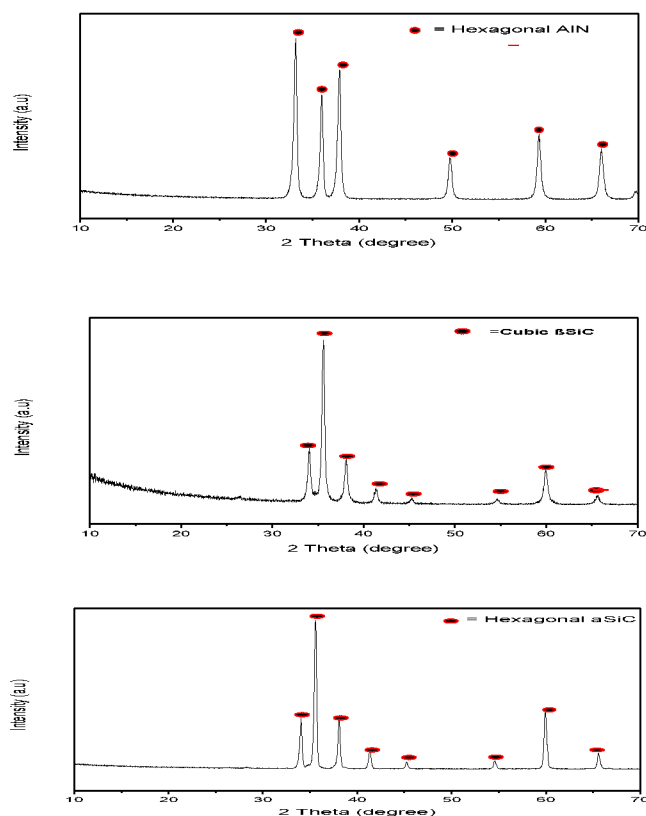 = Hexagonal AlN
Intensity (a.u)
10 20 30 40 50 60 70
2 Theta (degree)
=Cubic ßSiC
Intensity (a.u)
10 20 30 40 50 60 70
2 Theta (degree)
= Hexagonal aSiC
Intensity (a.u)
10 20 30 40 50 60 70
2 Theta (degree)